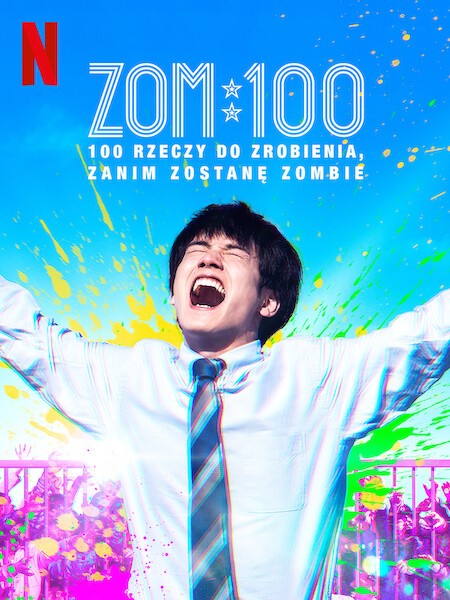 N
ZOM 100
100 RZECZY DO ZROBIENIA,
ZANIM ZOSTANĘ ZOMBIE